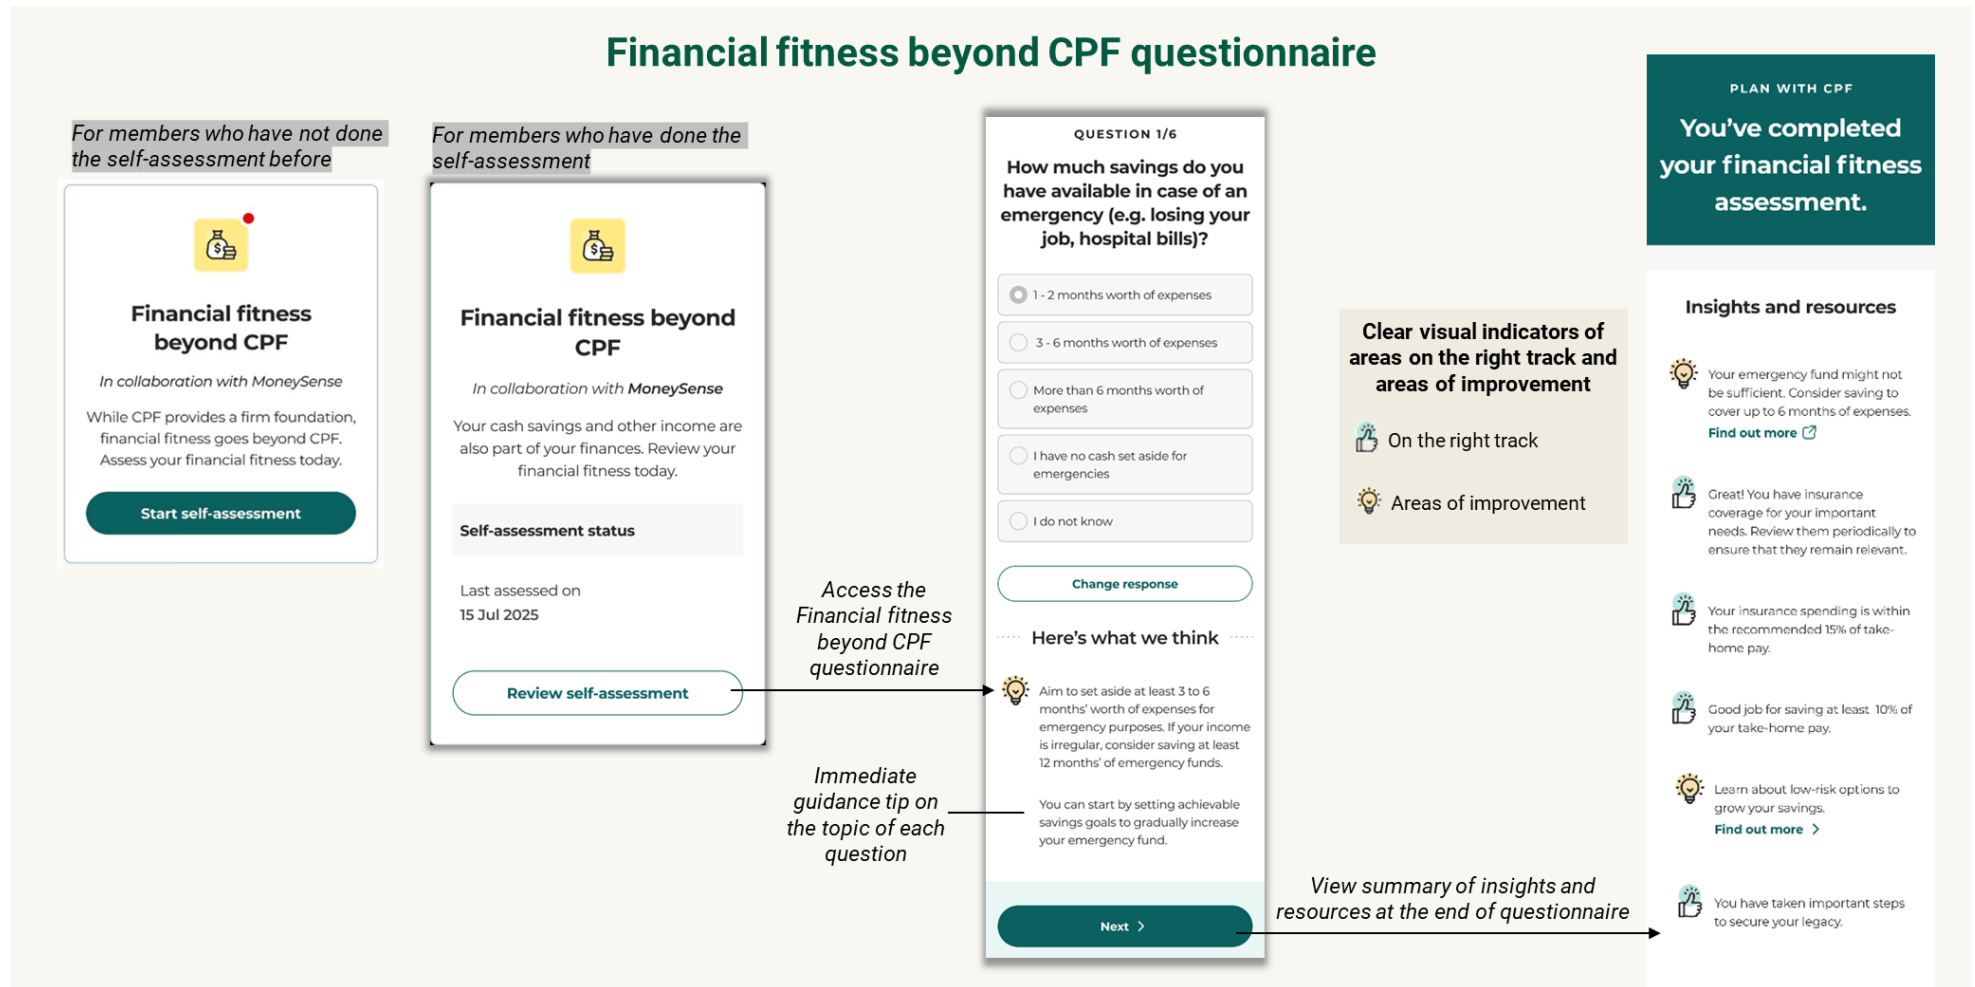 Financial fitness beyond CPF questionnaire
For members who have not done
the self-assessment before
Financial fitness
beyond CPF
In collaboration with MoneySense
While CPF provides a firm foundation,
financial fitness goes beyond CPF.
Assess your financial fitness today.
Start self-assessment
For members who have done the
self-assessment
Financial fitness beyond
CPF
In collaboration with MoneySense
Your cash savings and other income are
also part of your finances. Review your
financial fitness today.
Self-assessment status
Last assessed on
15 Jul 2025
Review self-assessment
Access the
Financial fitness
beyond CPF
questionnaire
Immediate
guidance tip on
the topic of each
question
QUESTION 1/6
How much savings do you
have available in case of an
emergency (e.g. losing your
job, hospital bills)?
1 - 2 months worth of expenses
3 - 6 months worth of expenses
More than 6 months worth of
expenses
I have no cash set aside for
emergencies
I do not know
Change response
Here's what we think
Aim to set aside at least 3 to 6
months' worth of expenses for
emergency purposes. If your income
is irregular, consider saving at least
12 months' of emergency funds.
You can start by setting achievable
savings goals to gradually increase
your emergency fund.
Next
Clear visual indicators of
areas on the right track and
areas of improvement
On the right track
Areas of improvement
View summary of insights and
resources at the end of questionnaire
PLAN WITH CPF
You've completed
your financial fitness
assessment.
Insights and resources
Your emergency fund might not
be sufficient. Consider saving to
cover up to 6 months of expenses.
Find out more
Great! You have insurance
coverage for your important
needs. Review them periodically to
ensure that they remain relevant.
Your insurance spending is within
the recommended 15% of take-
home pay.
Good job for saving at least 10% of
your take-home pay.
Learn about low-risk options to
grow your savings.
Find out more
You have taken important steps
to secure your legacy.